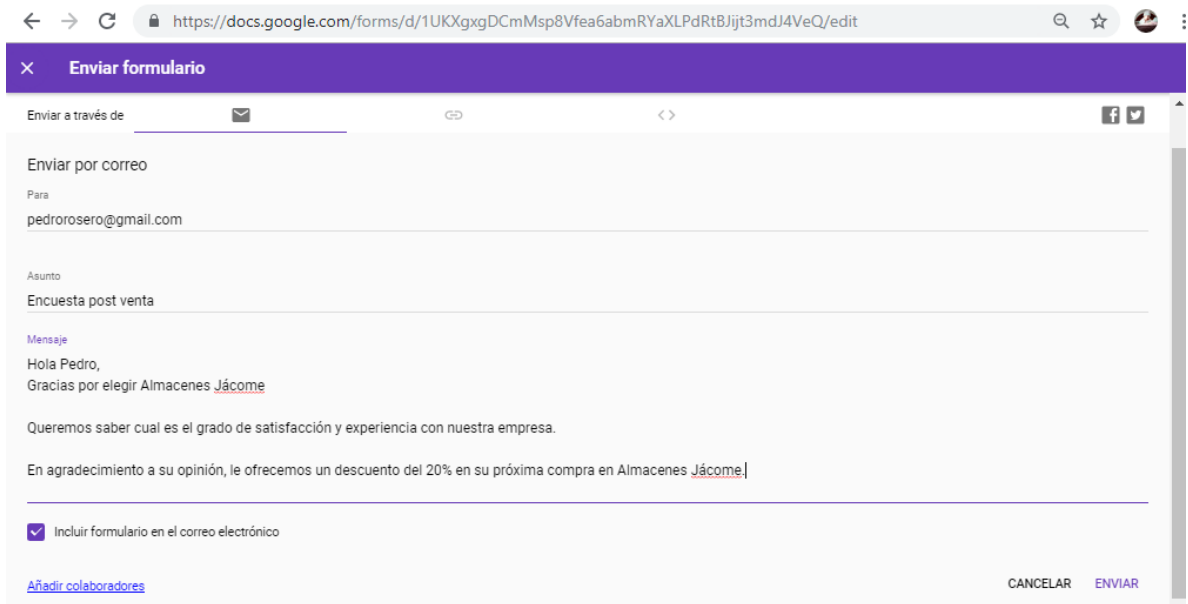 https://docs.google.com/forms/d/1UKXgxgDCmMsp8Vfea6abmRYaXLPdRtBJijt3mdJ4VeQ/edit
Enviar formulario
Enviar a través de
Enviar por correo
Para
pedrorosero@gmail.com
Asunto
Encuesta post venta
Mensaje
Hola Pedro,
Gracias por elegir Almacenes Jácome
Queremos saber cual es el grado de satisfacción y experiencia con nuestra empresa.
En agradecimiento a su opinión, le ofrecemos un descuento del 20% en su próxima compra en Almacenes Jácome.
Incluir formulario en el correo electrónico
Añadir colaboradores
CANCELAR ENVIAR